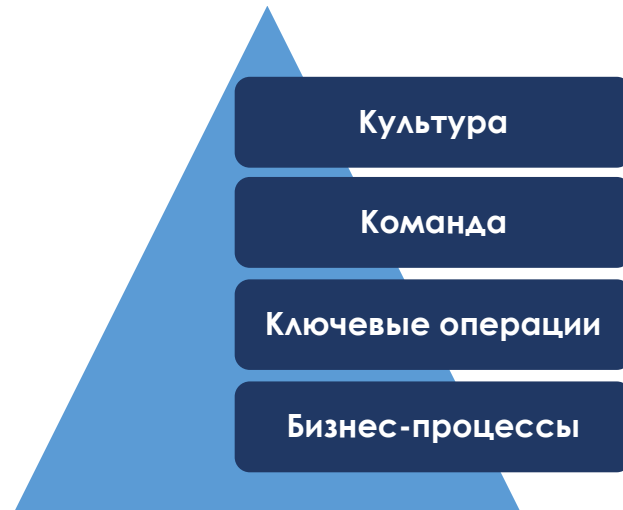 Культура
Команда
Ключевые операции
Бизнес-процессы